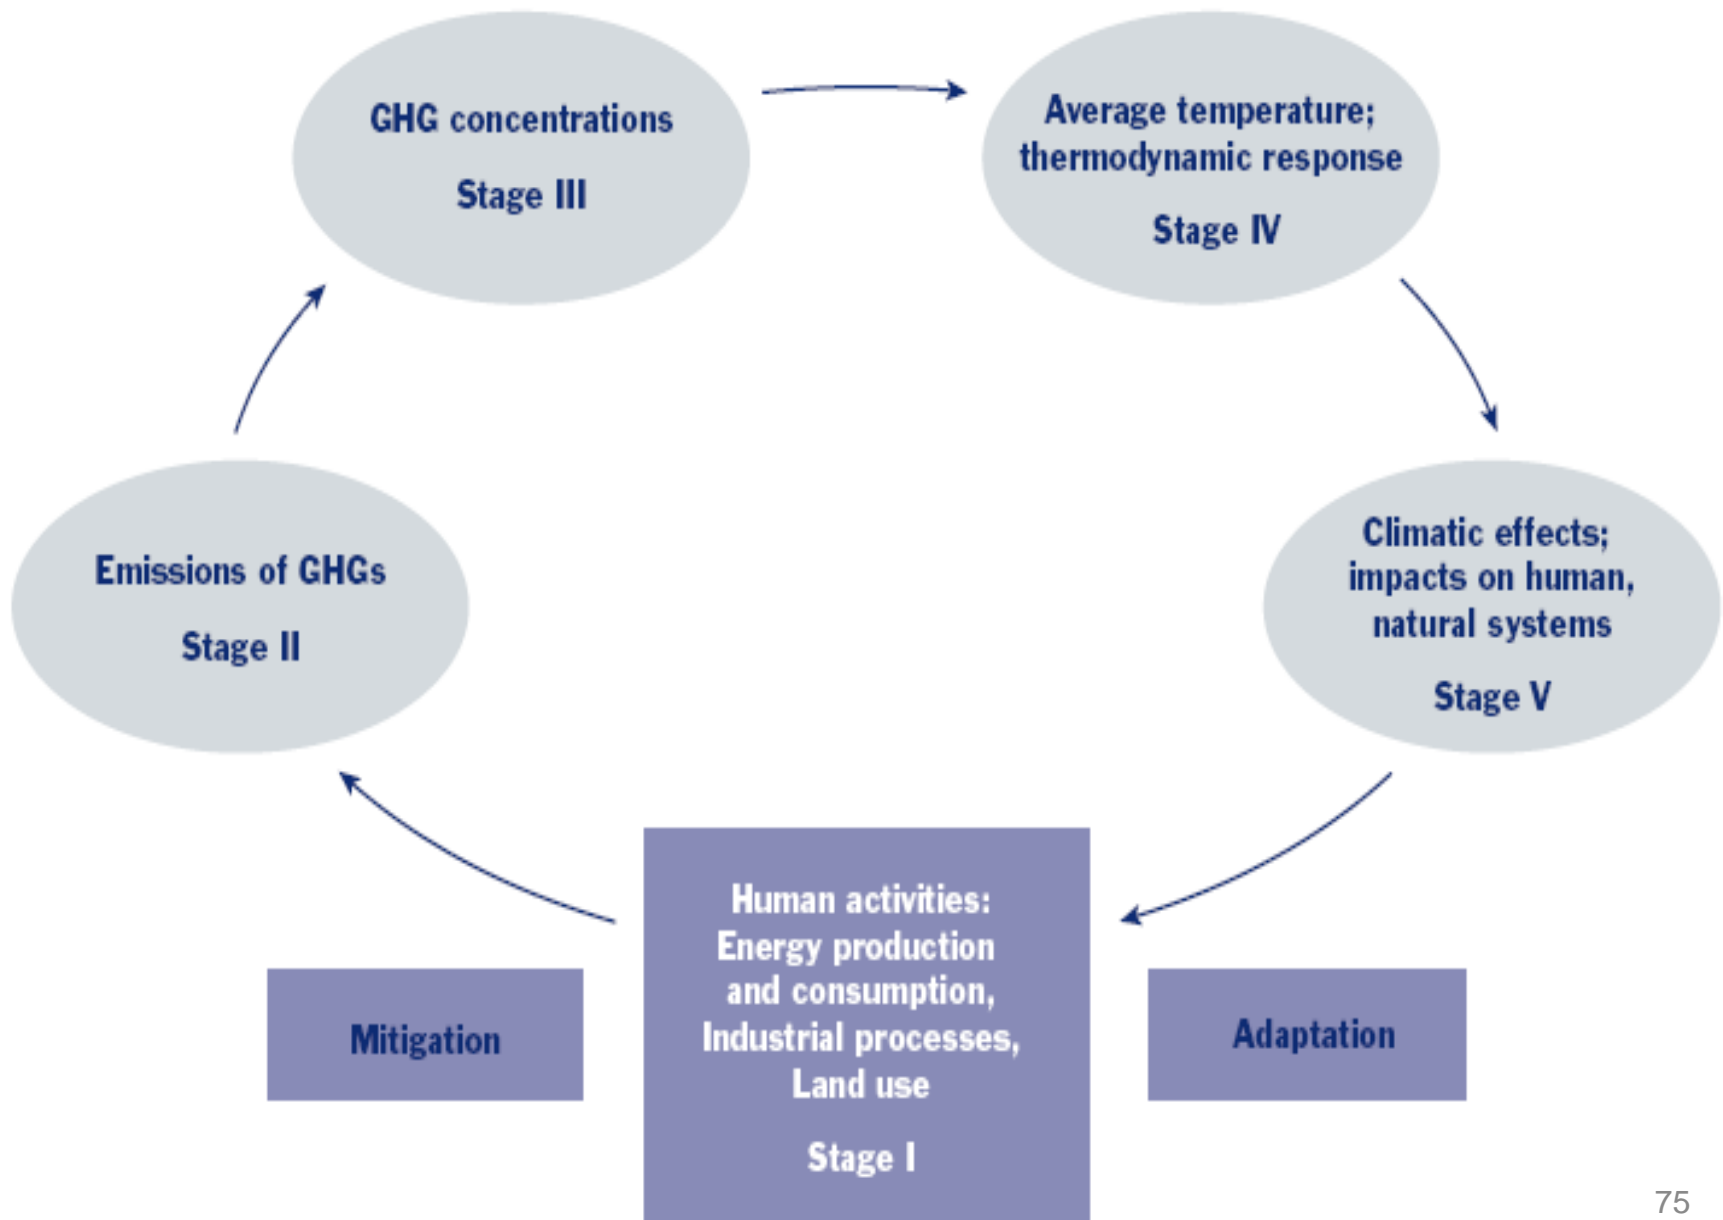 GHG concentrations
Stage III
Average temperature;
thermodynamic response
Stage IV
Emissions of GHGs
Stage II
Climatic effects;
impacts on human,
natural systems
Stage V
Mitigation
Human activities:
Energy production
and consumption,
Industrial processes,
Land use
Stage I
Adaptation
75